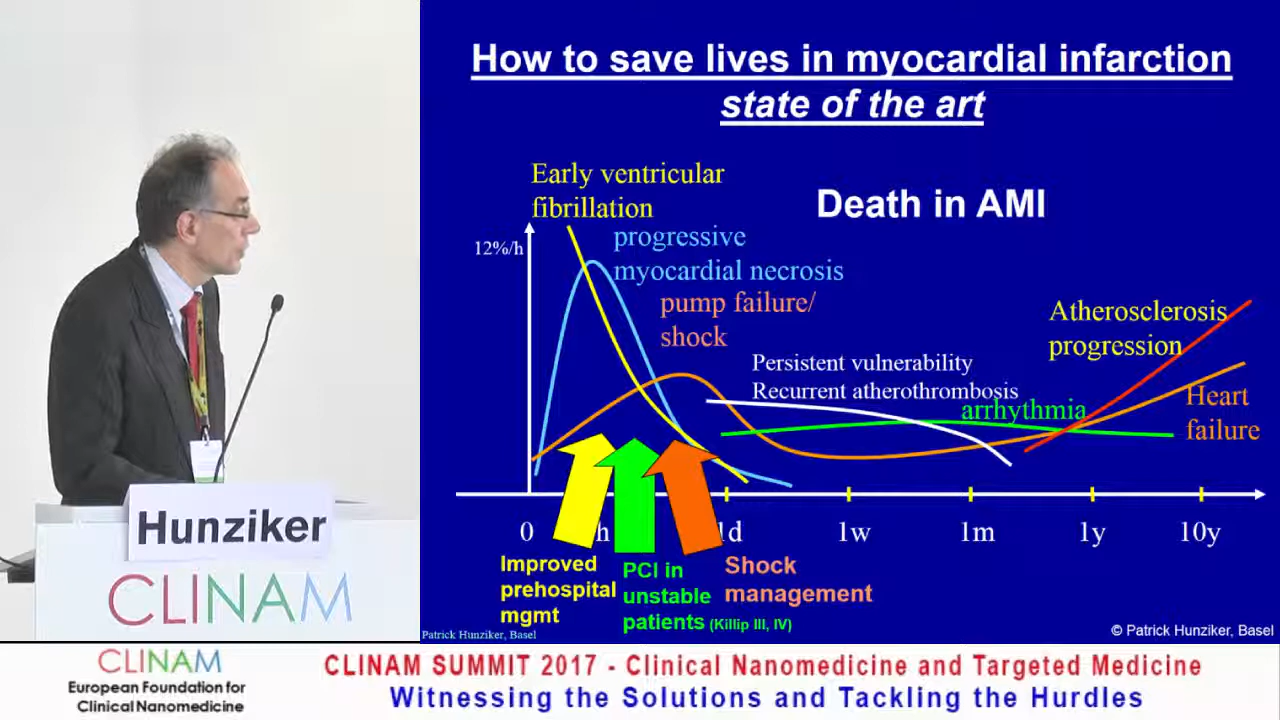 How to save lives in myocardial infarction
state of the art
Early ventricular
fibrillation
Death in AMI
12%/h
progressive
myocardial necrosis
pump failure/
shock
Atherosclerosis
progression
Persistent vulnerability
Recurrent atherothrombosis
arrhythmia
Heart
failure
0 h 1d 1w 1m 1y 10y
Improved
prehospital
mgmt
PCI in
unstable
patients (Killip III, IV)
Shock
management
Patrick Hunziker, Basel
© Patrick Hunziker, Basel
Hunziker
CLINAM
CLINAM
European Foundation for
Clinical Nanomedicine
CLINAM SUMMIT 2017 - Clinical Nanomedicine and Targeted Medicine
Witnessing the Solutions and Tackling the Hurdles